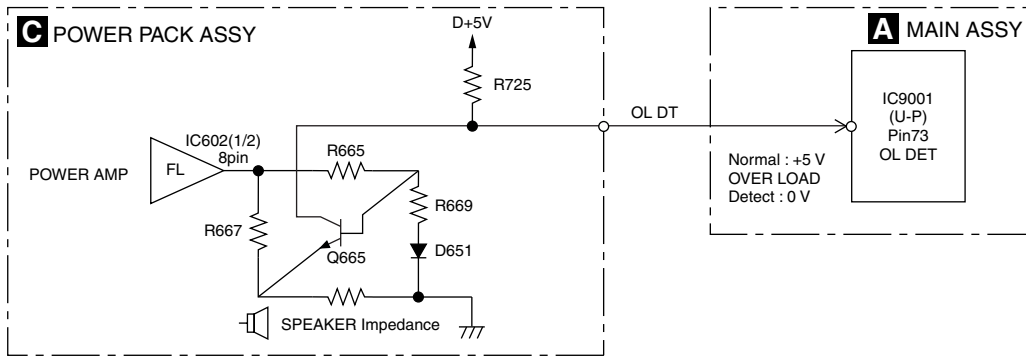 C POWER PACK ASSY
A MAIN ASSY
D+5V
R725
OL DT
IC9001
(U-P)
Pin73
OL DET
IC602(1/2)
8pin
R665
POWER AMP
FL
Normal : +5 V
OVER LOAD
Detect : 0 V
R669
R667
D651
Q665
SPEAKER Impedance